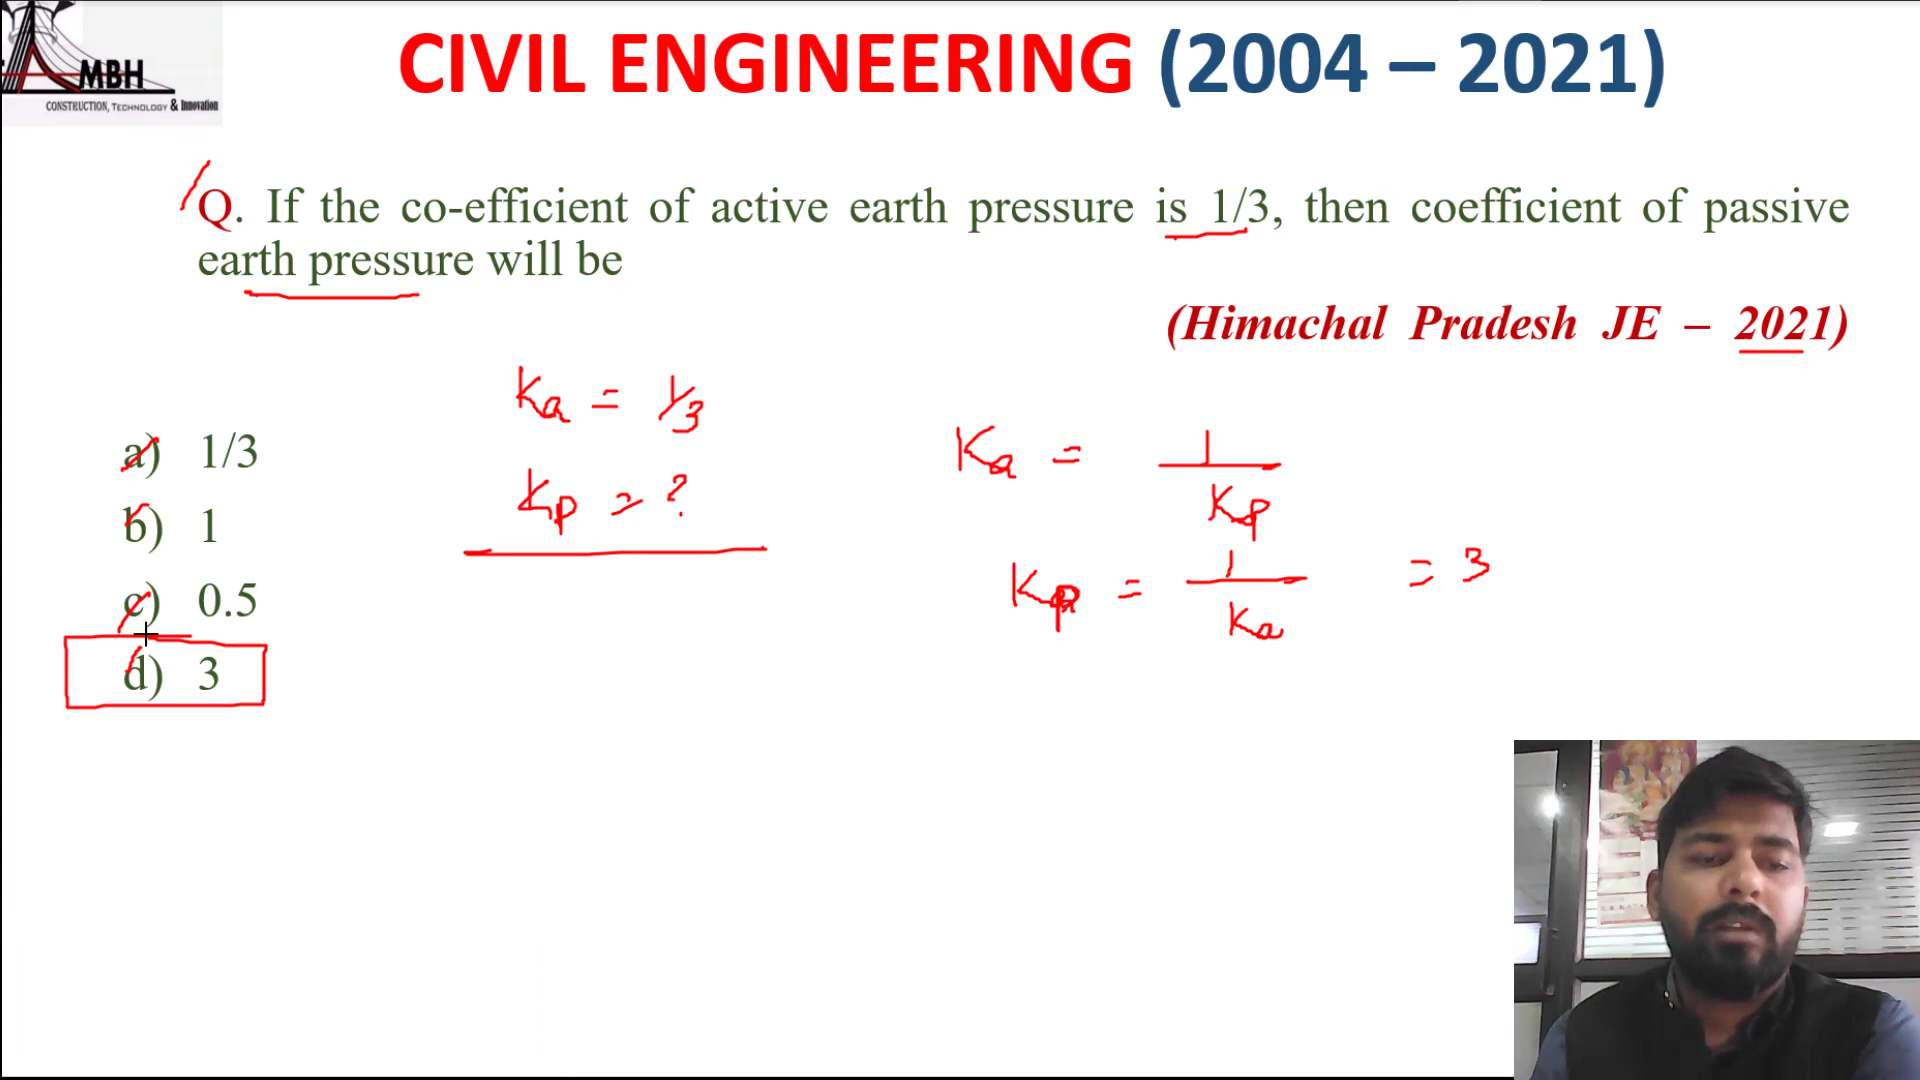 MBH
CONSTRUCTION, TECHNOLOGY & Innovation
CIVIL ENGINEERING (2004 – 2021)
Q. If the co-efficient of active earth pressure is 1/3, then coefficient of passive
earth pressure will be
(Himachal Pradesh JE – 2021)
Ka = 1/3
Kp = ?
a) 1/3
b) 1
c) 0.5
d) 3
Ka = 1/Kp
Kp = 1/Ka = 3